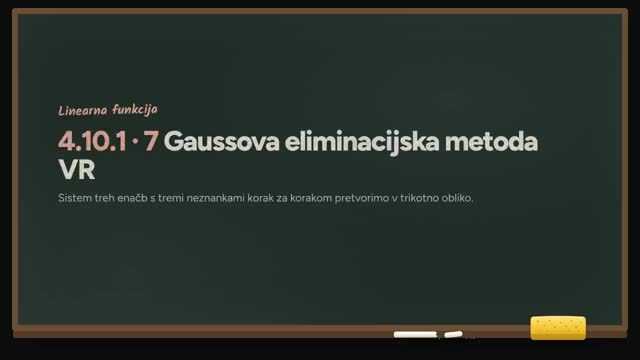 Linearna funkcija
4.10.1 · 7 Gaussova eliminacijska metoda
VR
Sistem treh enačb s tremi neznankami korak za korakom pretvorimo v trikotno obliko.